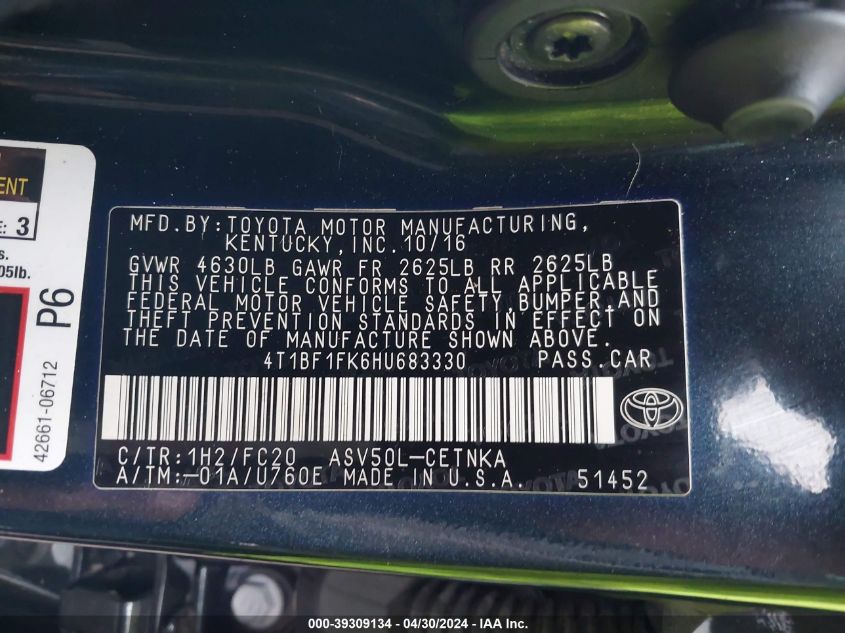 ENT
E: 3
s.
05lb.
P6
42661-06712
MFD. BY: TOYOTA MOTOR MANUFACTURING,
KENTUCKY, INC. 10/16
GVWR 4630LB GAWR FR 2625LB RR 2625LB
THIS VEHICLE CONFORMS TO ALL APPLICABLE
FEDERAL MOTOR VEHICLE SAFETY, BUMPER, AND
THEFT PREVENTION STANDARDS IN EFFECT ON
THE DATE OF MANUFACTURE SHOWN ABOVE.
4T1BF1FK6HU683330 PASS. CAR
C/TR: 1H2/FC20 ASV50L-CETNKA
A/TM: -01A/U760E MADE IN U.S.A. 51452
000-39309134 - 04/30/2024 - IAA Inc.